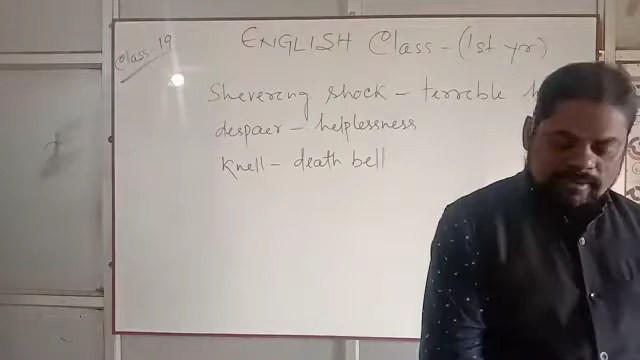 Class-19
ENGLISH Class-(1st yr)
Shevering shock - terrible
despaer - helplessness
Knell - death bell